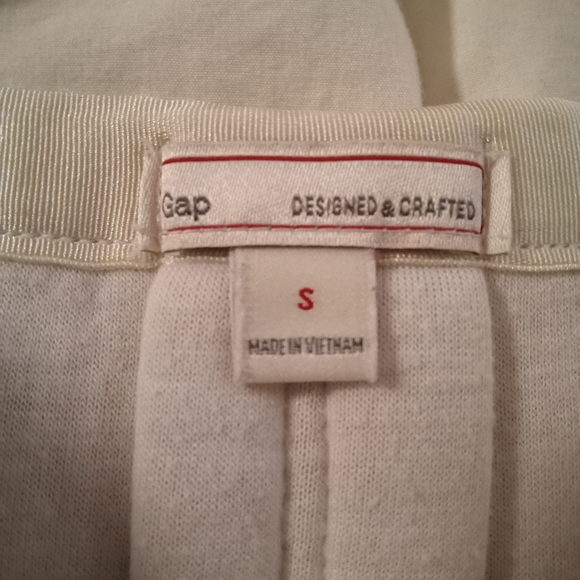 Gap DESIGNED & CRAFTED
S
MADE IN VIETNAM